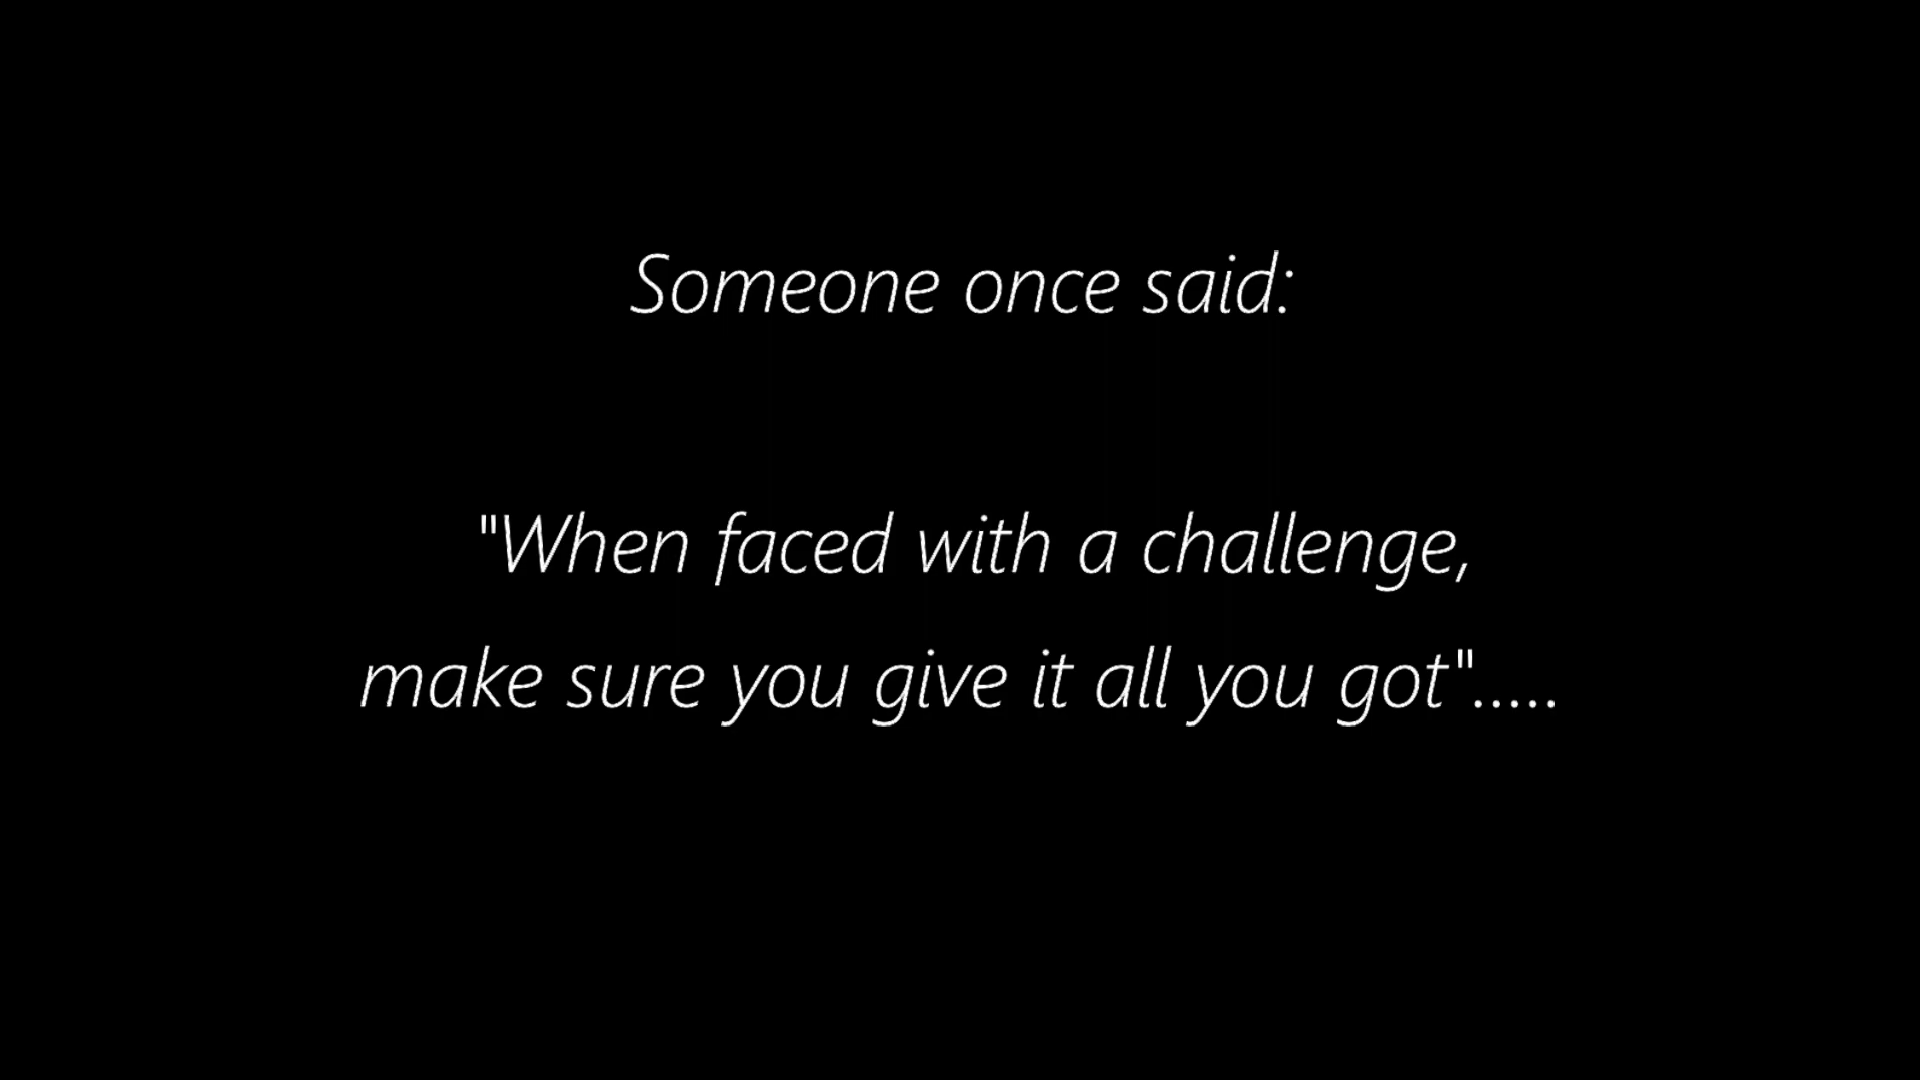 Someone once said:
"When faced with a challenge,
make sure you give it all you got".....